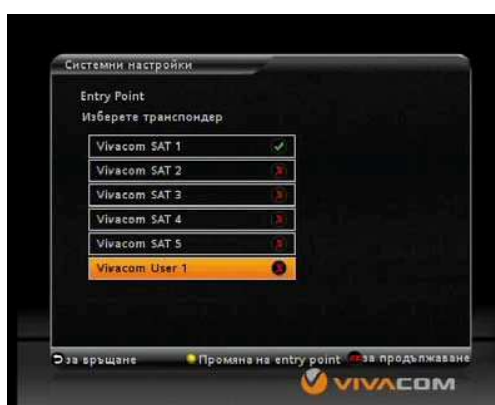 Системни настройки
Entry Point
Изберете транспондер
Vivacom SAT 1
Vivacom SAT 2
Vivacom SAT 3
Vivacom SAT 4
Vivacom SAT 5
Vivacom User 1
за връщане Промяна на entry point за продължаване
VIVACOM